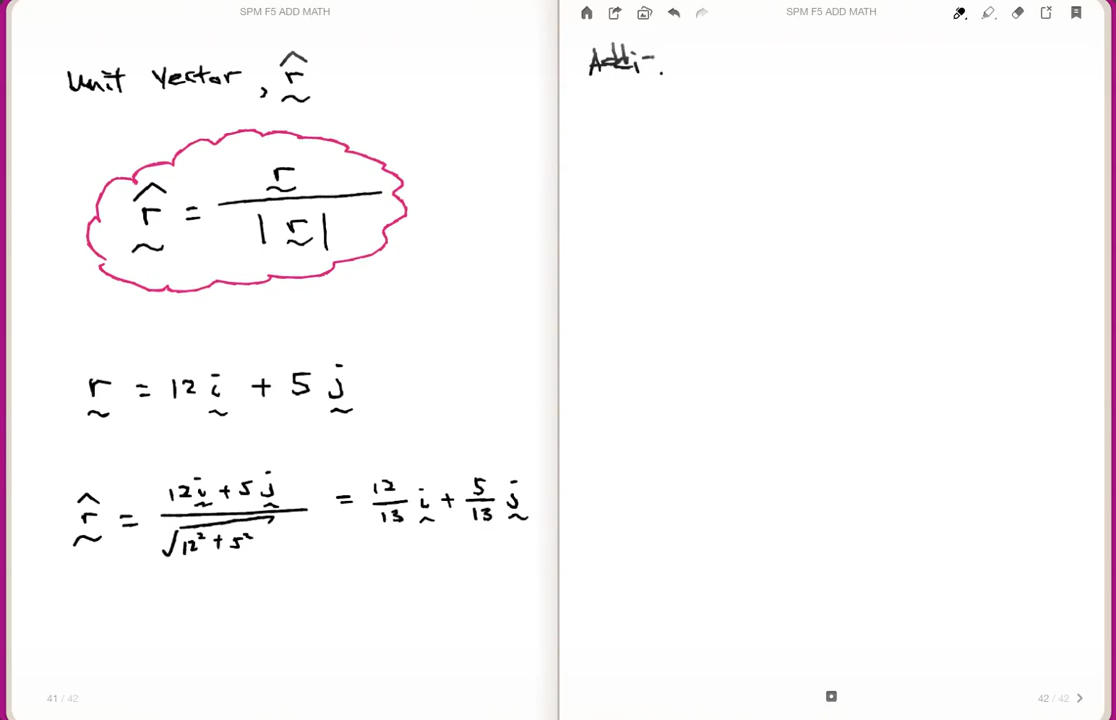 SPM F5 ADD MATH
Unit Vector, r̂
r̂ = r / |r|
r = 12i + 5j
r̂ = (12i + 5j) / √(12² + 5²) = 12/13 i + 5/13 j
41 / 42
SPM F5 ADD MATH
Addi-
42 / 42